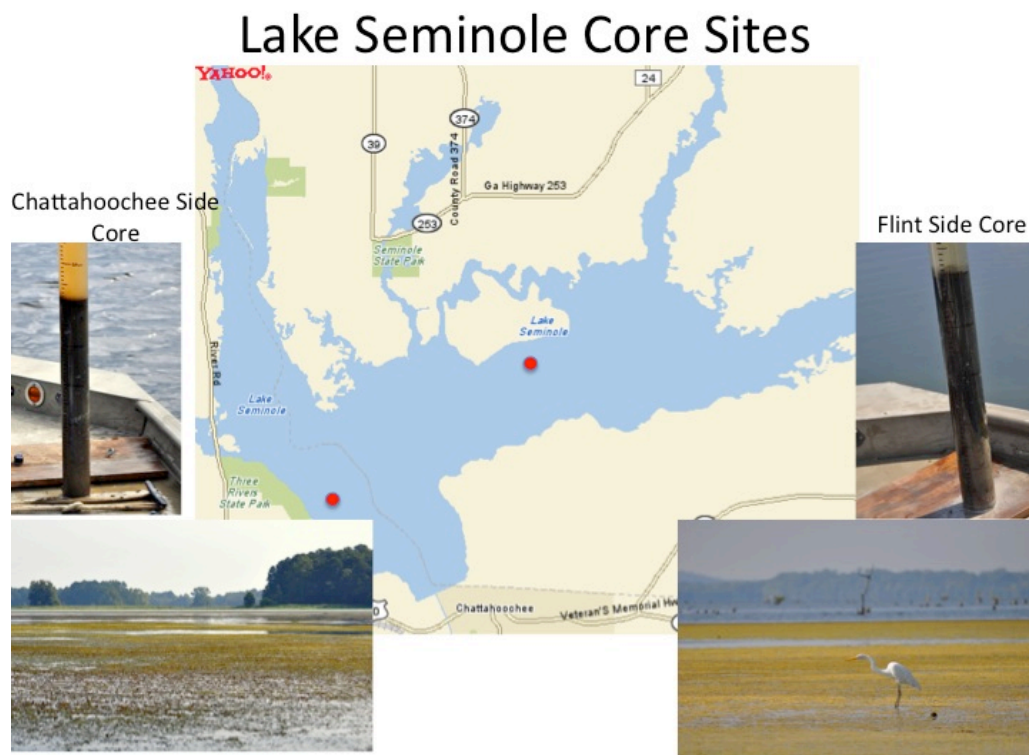 Lake Seminole Core Sites
YAHOO!®
24
374
39
County Road 374
Ga Highway 253
Chattahoochee Side
Core
253
Flint Side Core
Seminole
State Park
Lake
Seminole
River Rd
Lake
Seminole
Three
Rivers
State Park
Chattahoochee
Veteran'S Memorial